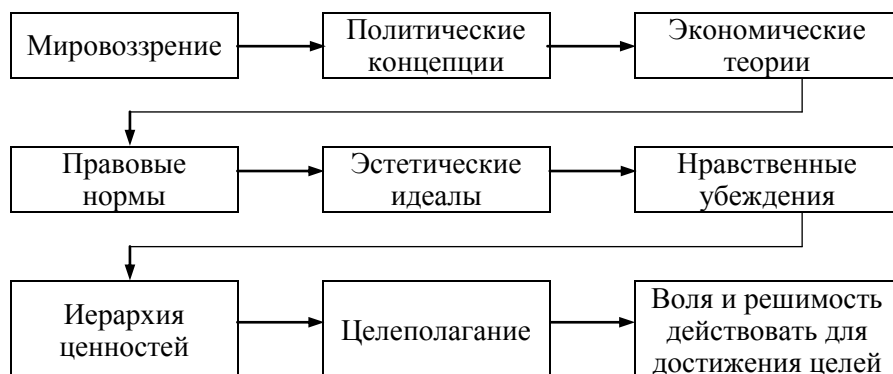 Мировоззрение
Политические
концепции
Экономические
теории
Правовые
нормы
Эстетические
идеалы
Нравственные
убеждения
Иерархия
ценностей
Целеполагание
Воля и решимость
действовать для
достижения целей